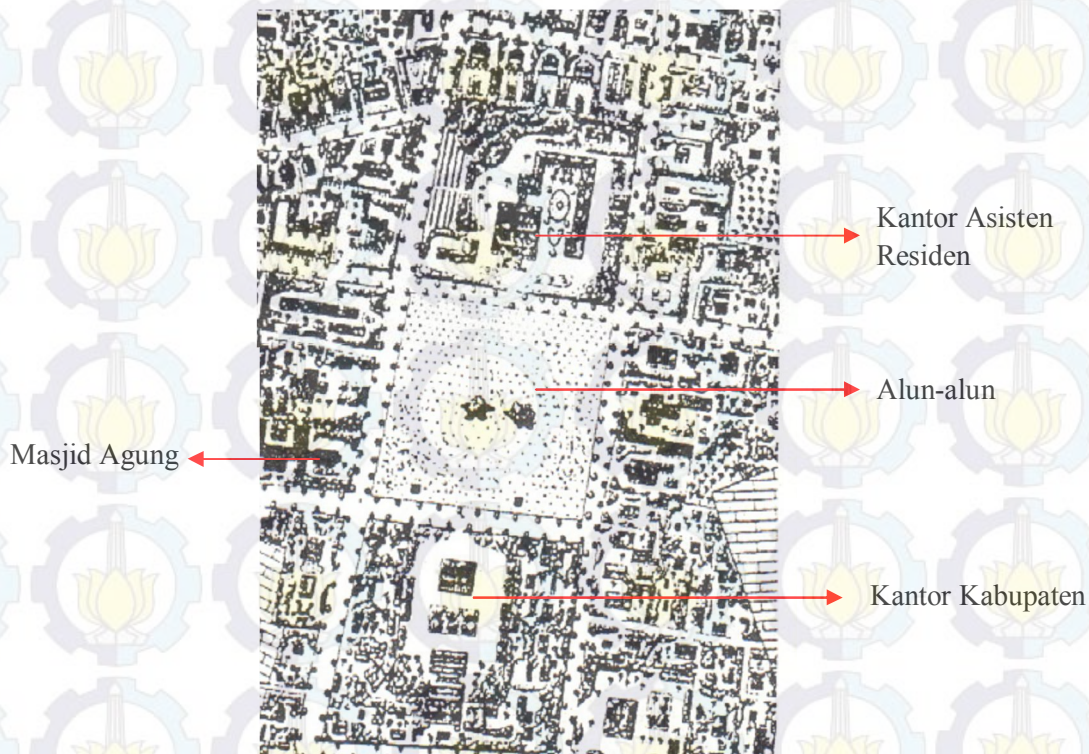 Kantor Asisten
Residen
Alun-alun
Masjid Agung
Kantor Kabupaten